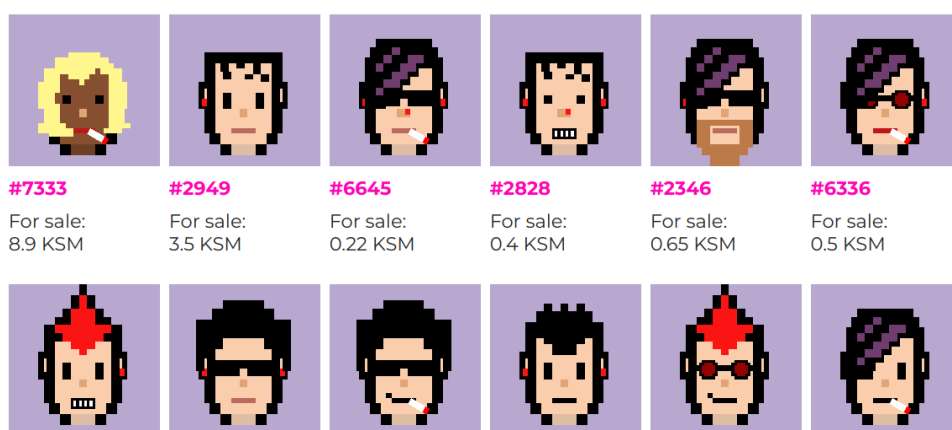 #7333 #2949 #6645 #2828 #2346 #6336
For sale: For sale: For sale: For sale: For sale: For sale:
8.9 KSM 3.5 KSM 0.22 KSM 0.4 KSM 0.65 KSM 0.5 KSM